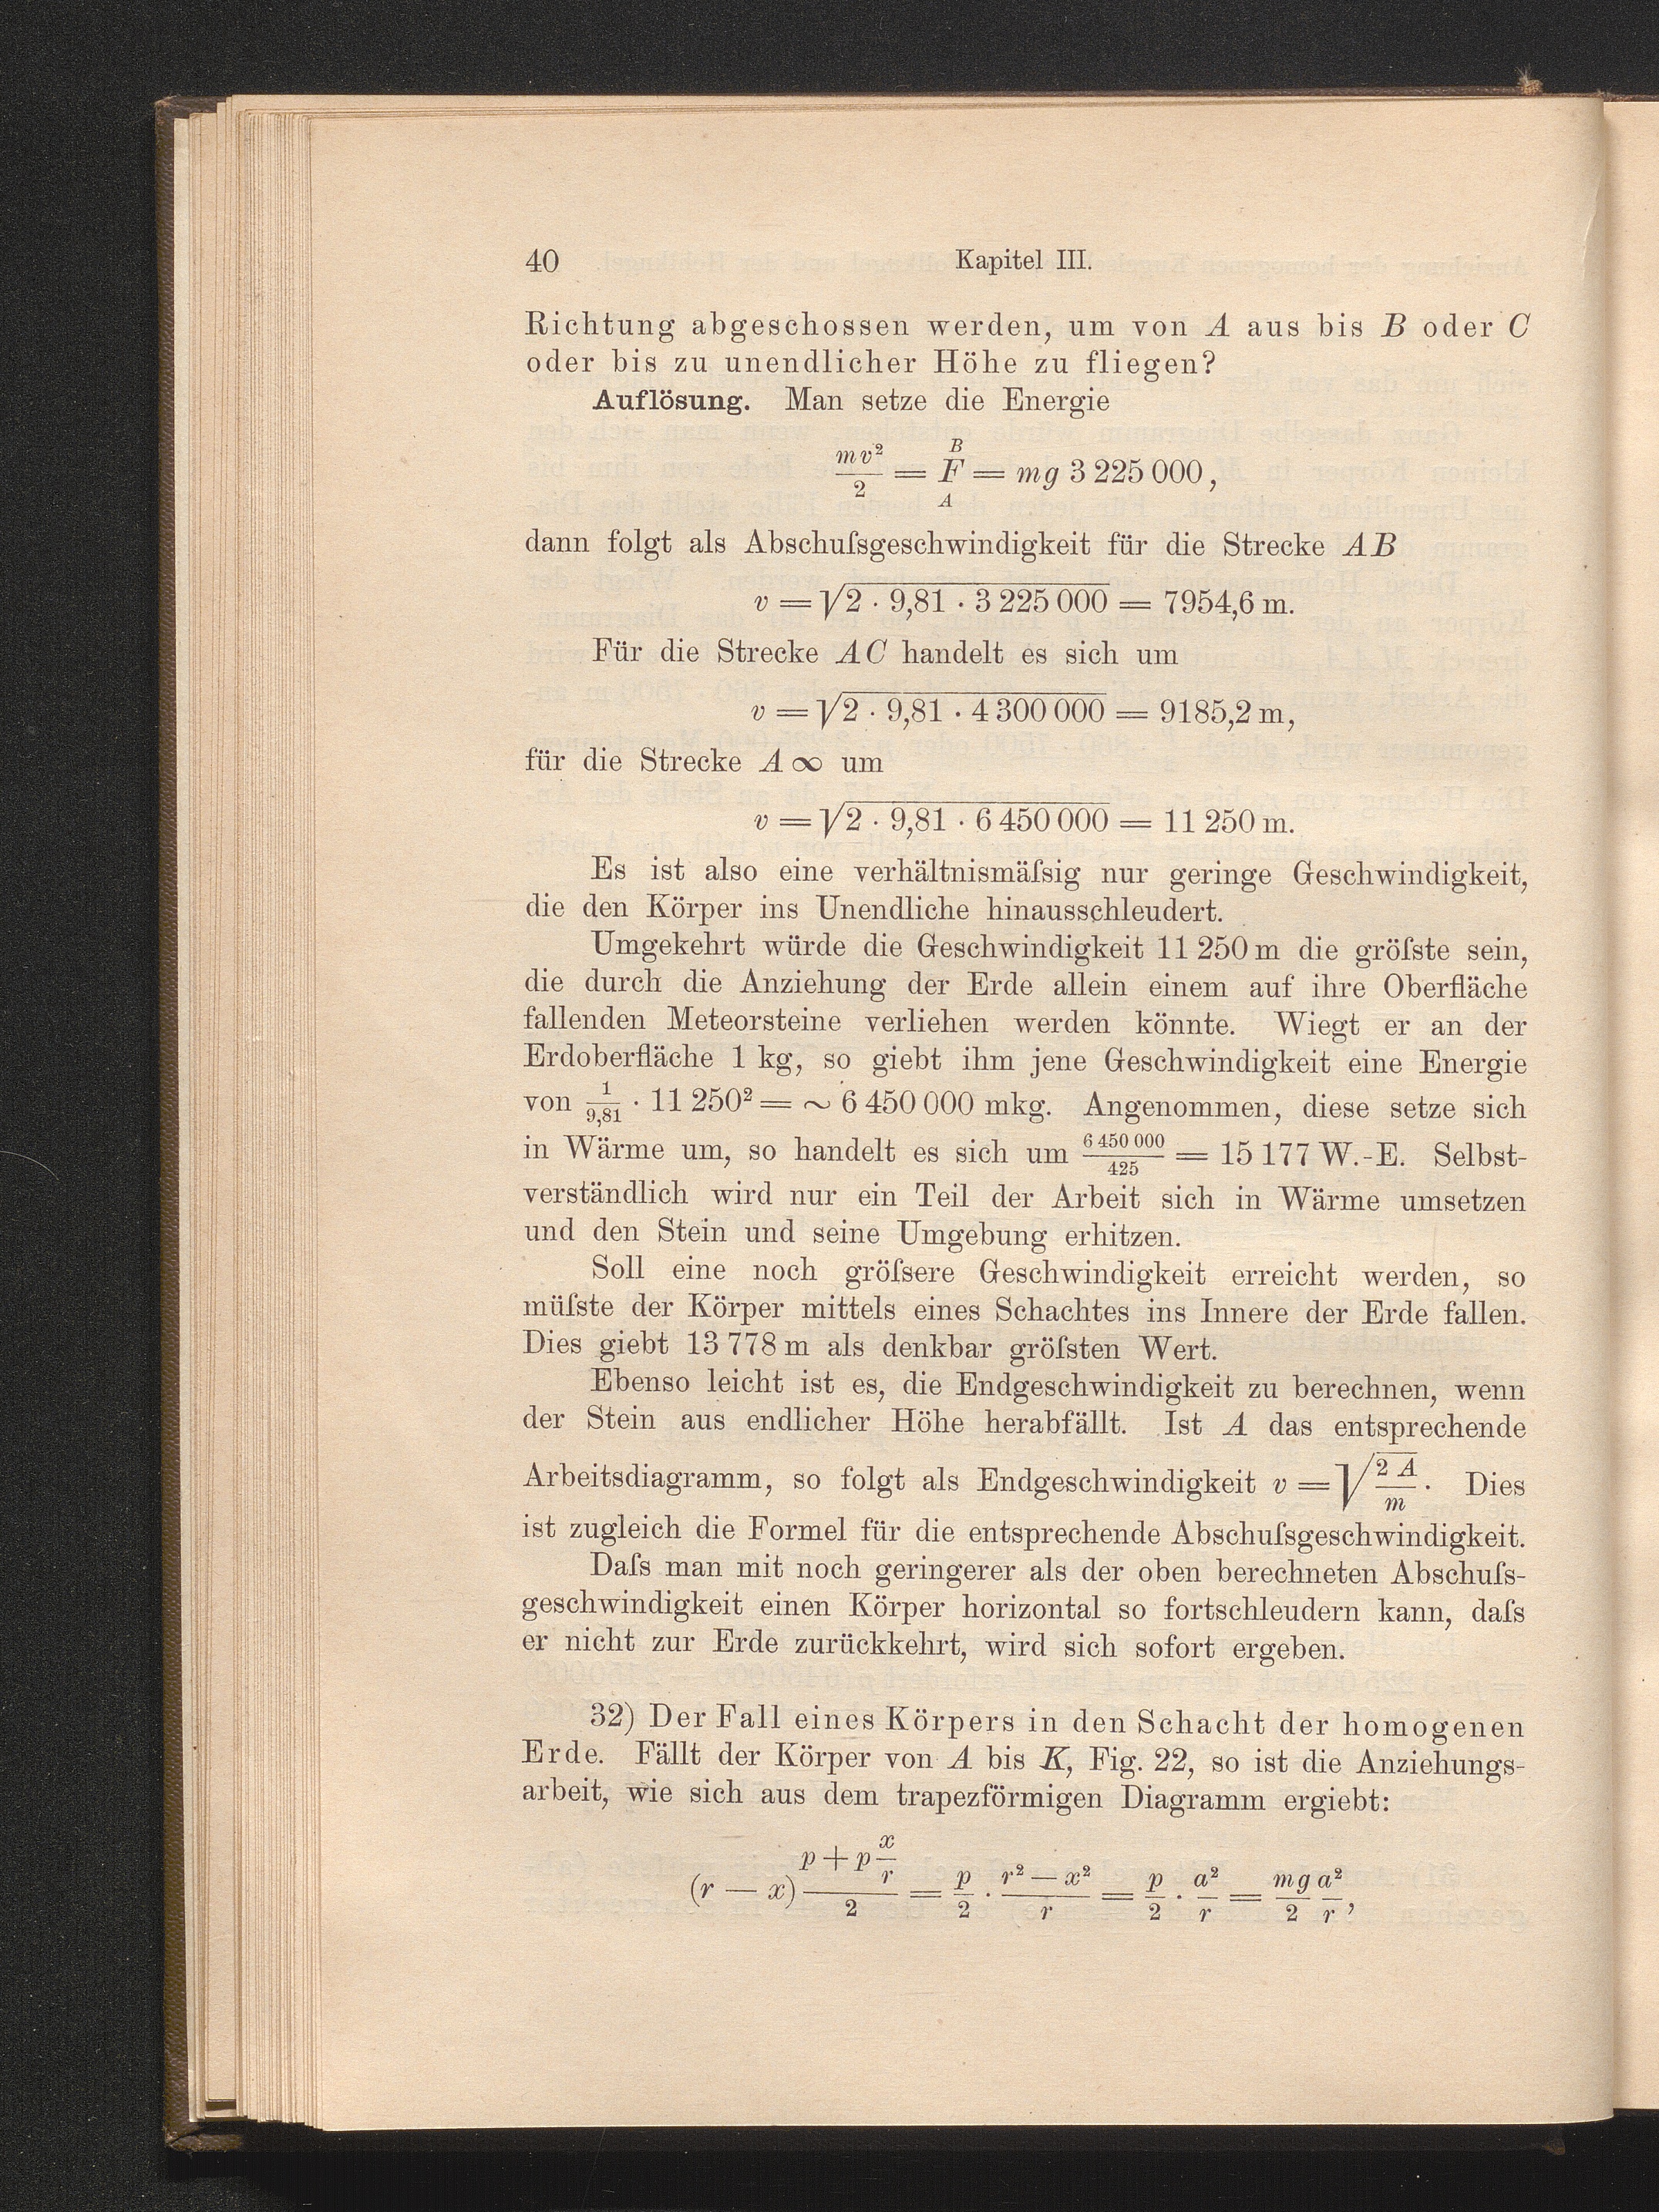 40 Kapitel III.
Richtung abgeschossen werden, um von A aus bis B oder C
oder bis zu unendlicher Höhe zu fliegen?
Auflösung. Man setze die Energie
mv²/2 = F_A^B = mg 3 225 000,
dann folgt als Abschuſsgeschwindigkeit für die Strecke AB
v = √(2 · 9,81 · 3 225 000) = 7954,6 m.
Für die Strecke AC handelt es sich um
v = √(2 · 9,81 · 4 300 000) = 9185,2 m,
für die Strecke A ∞ um
v = √(2 · 9,81 · 6 450 000) = 11 250 m.
Es ist also eine verhältnismäſsig nur geringe Geschwindigkeit,
die den Körper ins Unendliche hinausschleudert.
Umgekehrt würde die Geschwindigkeit 11 250 m die gröſste sein,
die durch die Anziehung der Erde allein einem auf ihre Oberfläche
fallenden Meteorsteine verliehen werden könnte. Wiegt er an der
Erdoberfläche 1 kg, so giebt ihm jene Geschwindigkeit eine Energie
von 1/9,81 · 11 250² = ∼ 6 450 000 mkg. Angenommen, diese setze sich
in Wärme um, so handelt es sich um 6 450 000/425 = 15 177 W.-E. Selbst-
verständlich wird nur ein Teil der Arbeit sich in Wärme umsetzen
und den Stein und seine Umgebung erhitzen.
Soll eine noch gröſsere Geschwindigkeit erreicht werden, so
müſste der Körper mittels eines Schachtes ins Innere der Erde fallen.
Dies giebt 13 778 m als denkbar gröſsten Wert.
Ebenso leicht ist es, die Endgeschwindigkeit zu berechnen, wenn
der Stein aus endlicher Höhe herabfällt. Ist A das entsprechende
Arbeitsdiagramm, so folgt als Endgeschwindigkeit v = √(2 A/m). Dies
ist zugleich die Formel für die entsprechende Abschuſsgeschwindigkeit.
Daſs man mit noch geringerer als der oben berechneten Abschuſs-
geschwindigkeit einen Körper horizontal so fortschleudern kann, daſs
er nicht zur Erde zurückkehrt, wird sich sofort ergeben.
32) Der Fall eines Körpers in den Schacht der homogenen
Erde. Fällt der Körper von A bis K, Fig. 22, so ist die Anziehungs-
arbeit, wie sich aus dem trapezförmigen Diagramm ergiebt:
(r — x) (p + p x/r)/2 = p/2 · (r² — x²)/r = p/2 · a²/r = mg/2 a²/r,